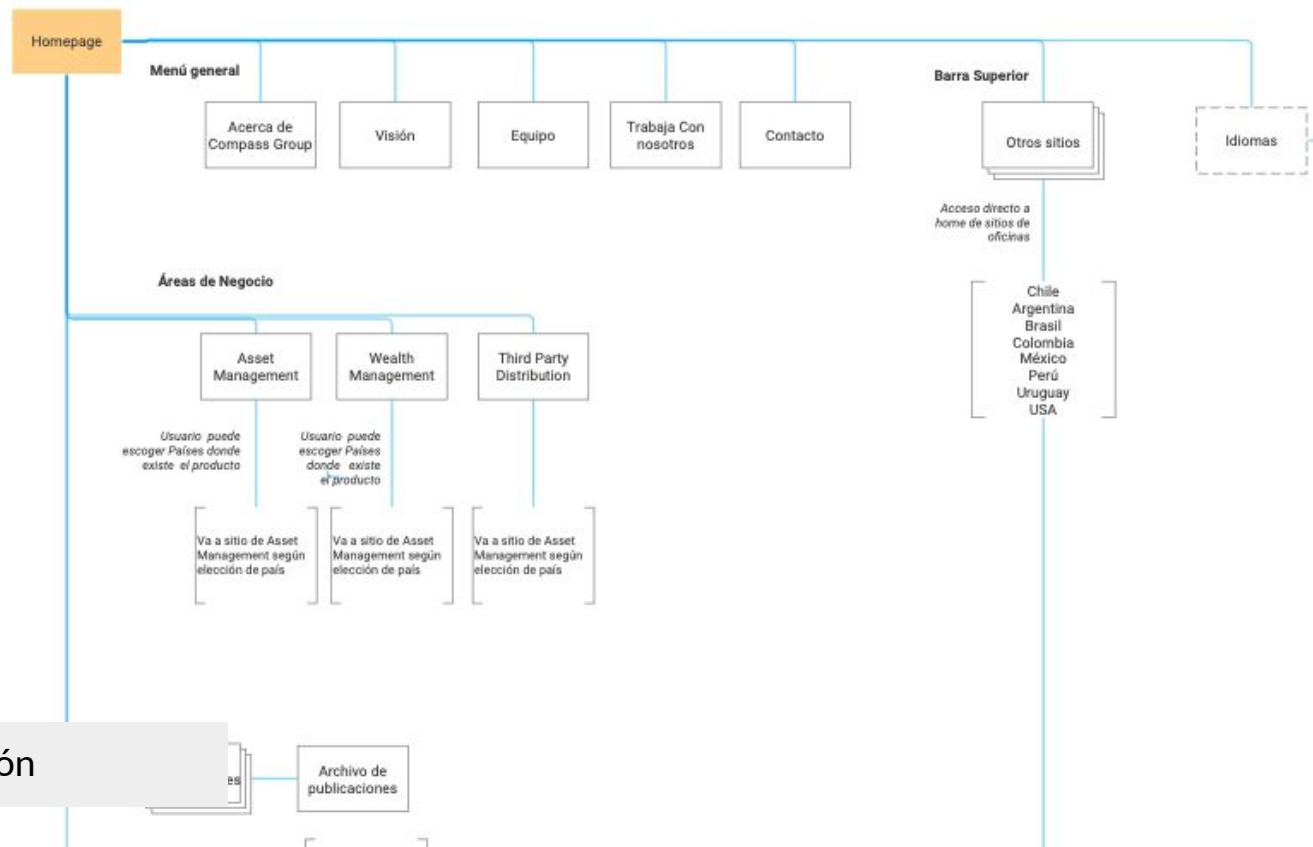 Homepage
Menú general
Barra Superior
Acerca de
Compass Group
Visión
Equipo
Trabaja Con
nosotros
Contacto
Otros sitios
Idiomas
Acceso directo a
home de sitios de
oficinas
Chile
Argentina
Brasil
Colombia
México
Perú
Uruguay
USA
Áreas de Negocio
Asset
Management
Wealth
Management
Third Party
Distribution
Usuario puede
escoger Países donde
existe el producto
Usuario puede
escoger Países
donde existe
el producto
Va a sitio de Asset
Management según
elección de país
Va a sitio de Asset
Management según
elección de país
Va a sitio de Asset
Management según
elección de país
ón
es
Archivo de
publicaciones